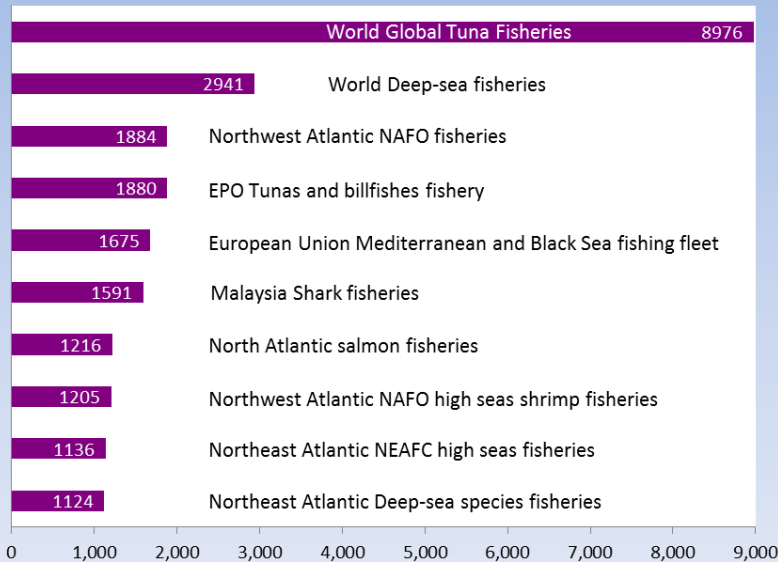 World Global Tuna Fisheries 8976
2941 World Deep-sea fisheries
1884 Northwest Atlantic NAFO fisheries
1880 EPO Tunas and billfishes fishery
1675 European Union Mediterranean and Black Sea fishing fleet
1591 Malaysia Shark fisheries
1216 North Atlantic salmon fisheries
1205 Northwest Atlantic NAFO high seas shrimp fisheries
1136 Northeast Atlantic NEAFC high seas fisheries
1124 Northeast Atlantic Deep-sea species fisheries
0 1,000 2,000 3,000 4,000 5,000 6,000 7,000 8,000 9,000